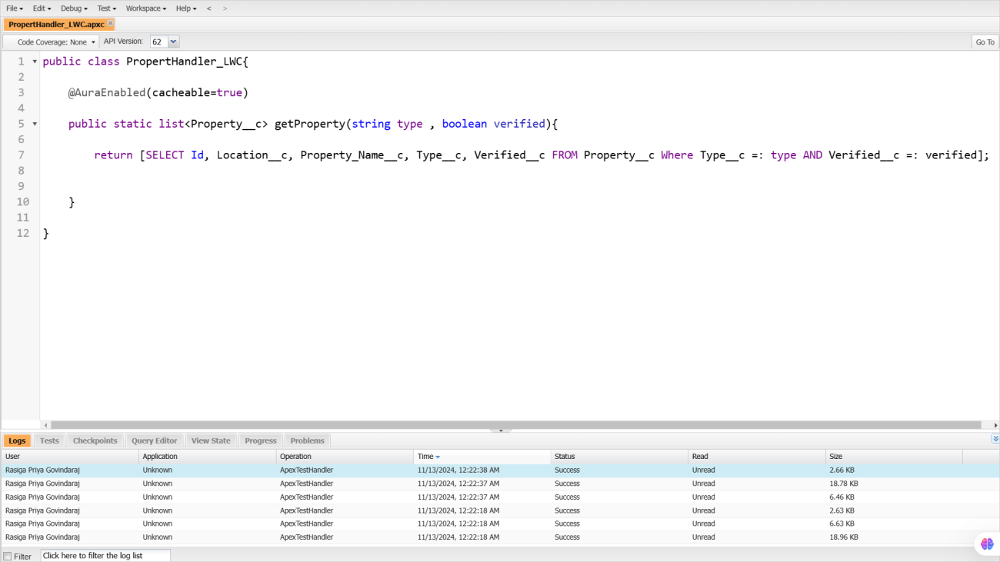 File Edit Debug Test Workspace Help < >
PropertHandler_LWC.apxc
Code Coverage: None API Version: 62 Go To
1 public class PropertHandler_LWC{
2
3 @AuraEnabled(cacheable=true)
4
5 public static list<Property__c> getProperty(string type , boolean verified){
6
7 return [SELECT Id, Location__c, Property_Name__c, Type__c, Verified__c FROM Property__c Where Type__c =: type AND Verified__c =: verified];
8
9
10 }
11
12 }
Logs Tests Checkpoints Query Editor View State Progress Problems
User Application Operation Time Status Read Size
Rasiga Priya Govindaraj Unknown ApexTestHandler 11/13/2024, 12:22:38 AM Success Unread 2.66 KB
Rasiga Priya Govindaraj Unknown ApexTestHandler 11/13/2024, 12:22:37 AM Success Unread 18.78 KB
Rasiga Priya Govindaraj Unknown ApexTestHandler 11/13/2024, 12:22:37 AM Success Unread 6.46 KB
Rasiga Priya Govindaraj Unknown ApexTestHandler 11/13/2024, 12:22:18 AM Success Unread 2.63 KB
Rasiga Priya Govindaraj Unknown ApexTestHandler 11/13/2024, 12:22:18 AM Success Unread 6.63 KB
Rasiga Priya Govindaraj Unknown ApexTestHandler 11/13/2024, 12:22:18 AM Success Unread 18.96 KB
Filter Click here to filter the log list